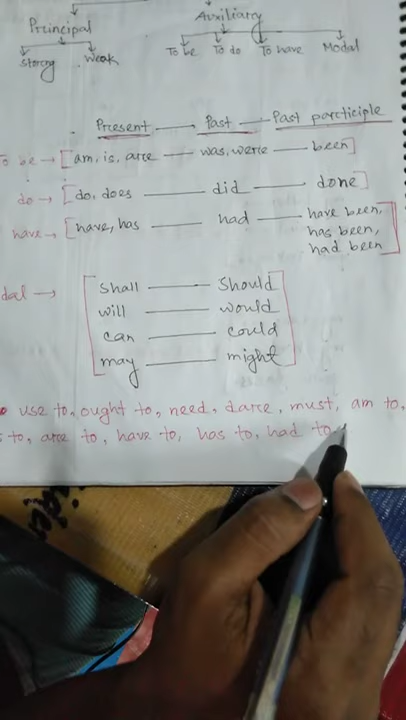 Auxiliary
Principal
Strong weak To be To do To have Modal
Present Past Past participle
To be → [am, is, are was, were been]
do → [do, does did done]
have → [have, has had have been,
has been,
had been]
dal → shall should
will would
can could
may might
use to, ought to, need, dare, must, am to,
s to, are to, have to, has to, had to,